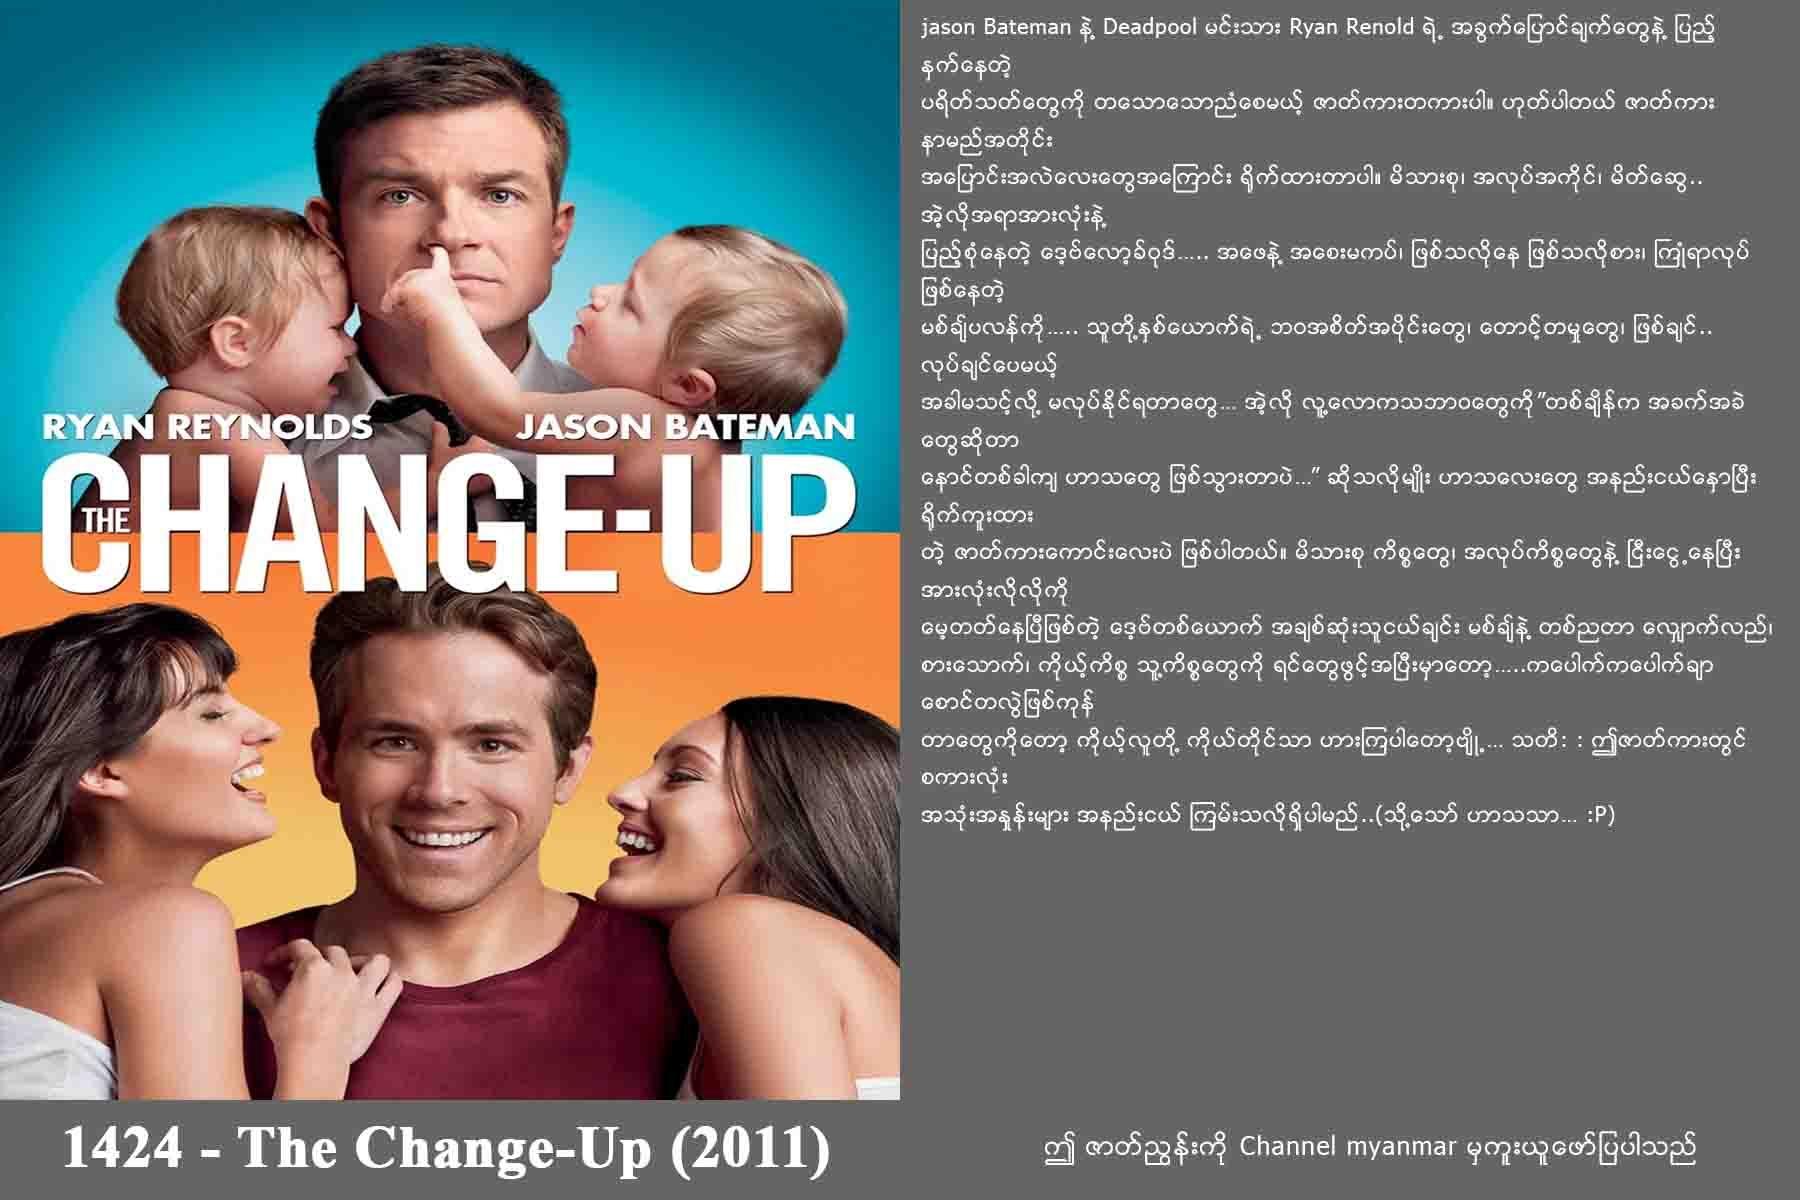 RYAN REYNOLDS
JASON BATEMAN
THE CHANGE-UP
1424 - The Change-Up (2011)
jason Bateman နဲ့ Deadpool မင်းသား Ryan Renold ရဲ့ အခွက်ပြောင်ချက်တွေနဲ့ ပြည့်
နှက်နေတဲ့
ပရိတ်သတ်တွေကို တသောသောညံစေမယ့် ဇာတ်ကားတကားပါ။ ဟုတ်ပါတယ် ဇာတ်ကား
နာမည်အတိုင်း
အပြောင်းအလဲလေးတွေအကြောင်း ရိုက်ထားတာပါ။ မိသားစု၊ အလုပ်အကိုင်၊ မိတ်ဆွေ..
အဲ့လိုအရာအားလုံးနဲ့
ပြည့်စုံနေတဲ့ ဒေ့ဗ်လော့ခ်ဝုဒ်..... အဖေနဲ့ အစေးမကပ်၊ ဖြစ်သလိုနေ ဖြစ်သလိုစား၊ ကြုံရာလုပ်
ဖြစ်နေတဲ့
မစ်ချ်ပလန်ကို..... သူတို့နှစ်ယောက်ရဲ့ ဘဝအစိတ်အပိုင်းတွေ၊ တောင့်တမှုတွေ၊ ဖြစ်ချင်..
လုပ်ချင်ပေမယ့်
အခါမသင့်လို့ မလုပ်နိုင်ရတာတွေ... အဲ့လို လူ့လောကသဘာဝတွေကို "တစ်ချိန်က အခက်အခဲ
တွေဆိုတာ
နောင်တစ်ခါကျ ဟာသတွေ ဖြစ်သွားတာပဲ..." ဆိုသလိုမျိုး ဟာသလေးတွေ အနည်းငယ်နှောပြီး
ရိုက်ကူးထား
တဲ့ ဇာတ်ကားကောင်းလေးပဲ ဖြစ်ပါတယ်။ မိသားစု ကိစ္စတွေ၊ အလုပ်ကိစ္စတွေနဲ့ ငြီးငွေ့နေပြီး
အားလုံးလိုလိုကို
မေ့တတ်နေပြီဖြစ်တဲ့ ဒေ့ဗ်တစ်ယောက် အချစ်ဆုံးသူငယ်ချင်း မစ်ချ်နဲ့ တစ်ညတာ လျှောက်လည်၊
စားသောက်၊ ကိုယ့်ကိစ္စ သူ့ကိစ္စတွေကို ရင်တွေဖွင့်အပြီးမှာတော့.....ကပေါက်ကပေါက်ချာ
စောင်တလွဲဖြစ်ကုန်
တာတွေကိုတော့ ကိုယ့်လူတို့ ကိုယ်တိုင်သာ ဟားကြပါတော့ဗျို့... သတိ: : ဤဇာတ်ကားတွင်
စကားလုံး
အသုံးအနှုန်းများ အနည်းငယ် ကြမ်းသလိုရှိပါမည်..(သို့သော် ဟာသသာ... :P)
ဤ ဇာတ်ညွှန်းကို Channel myanmar မှကူးယူဖော်ပြပါသည်